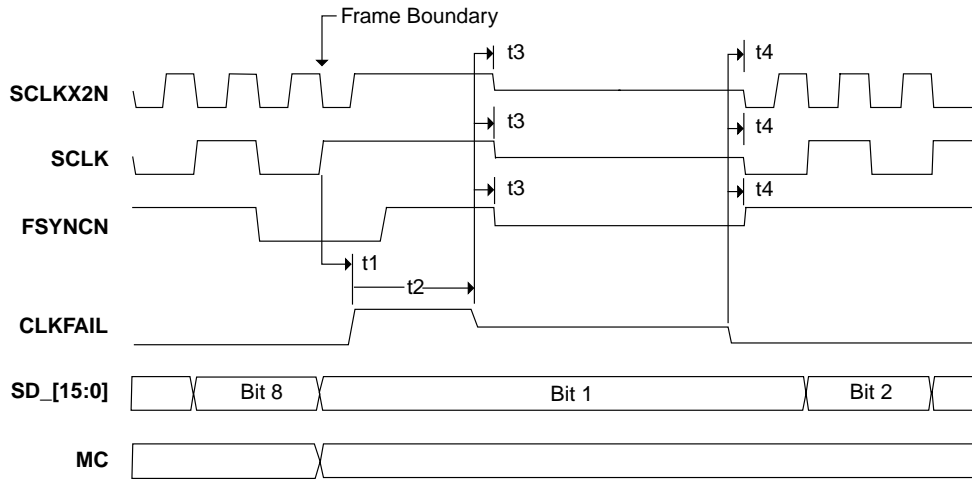 Frame Boundary
t3
t4
SCLKX2N
t3
t4
SCLK
t3
t4
FSYNCN
t1
t2
CLKFAIL
SD_[15:0]
Bit 8
Bit 1
Bit 2
MC